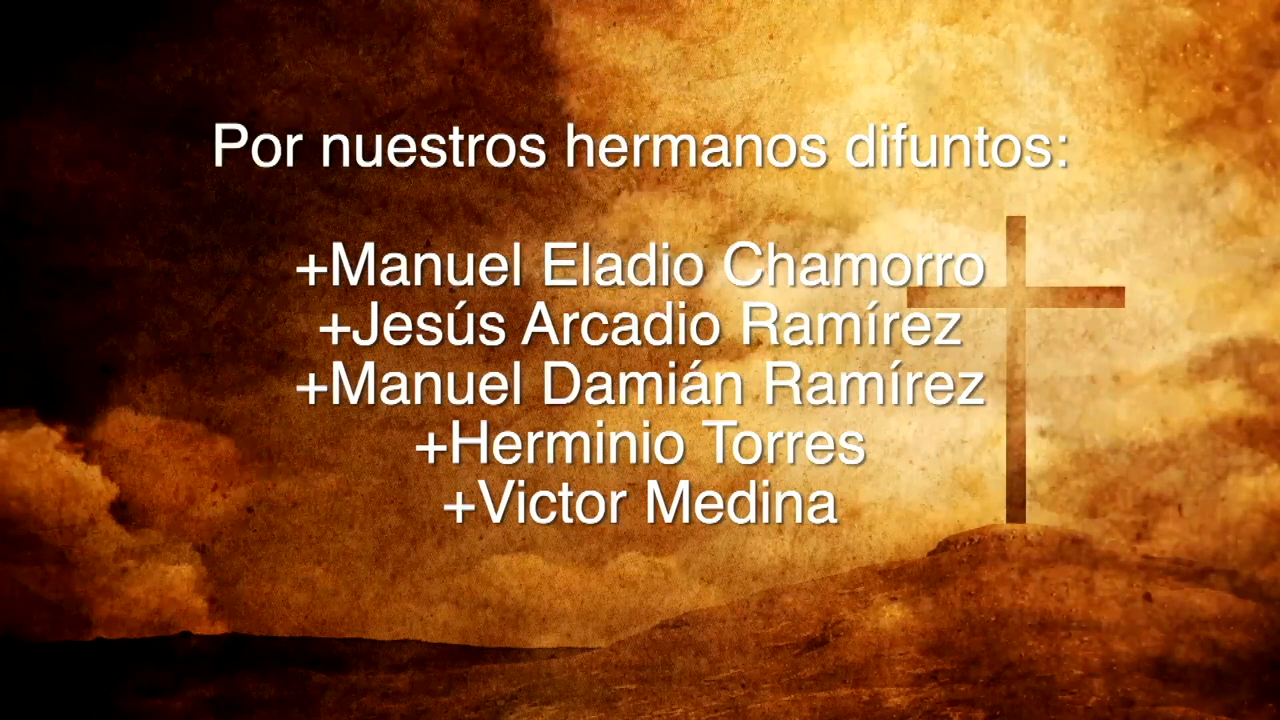 Por nuestros hermanos difuntos:
+Manuel Eladio Chamorro
+Jesús Arcadio Ramírez
+Manuel Damián Ramírez
+Herminio Torres
+Victor Medina